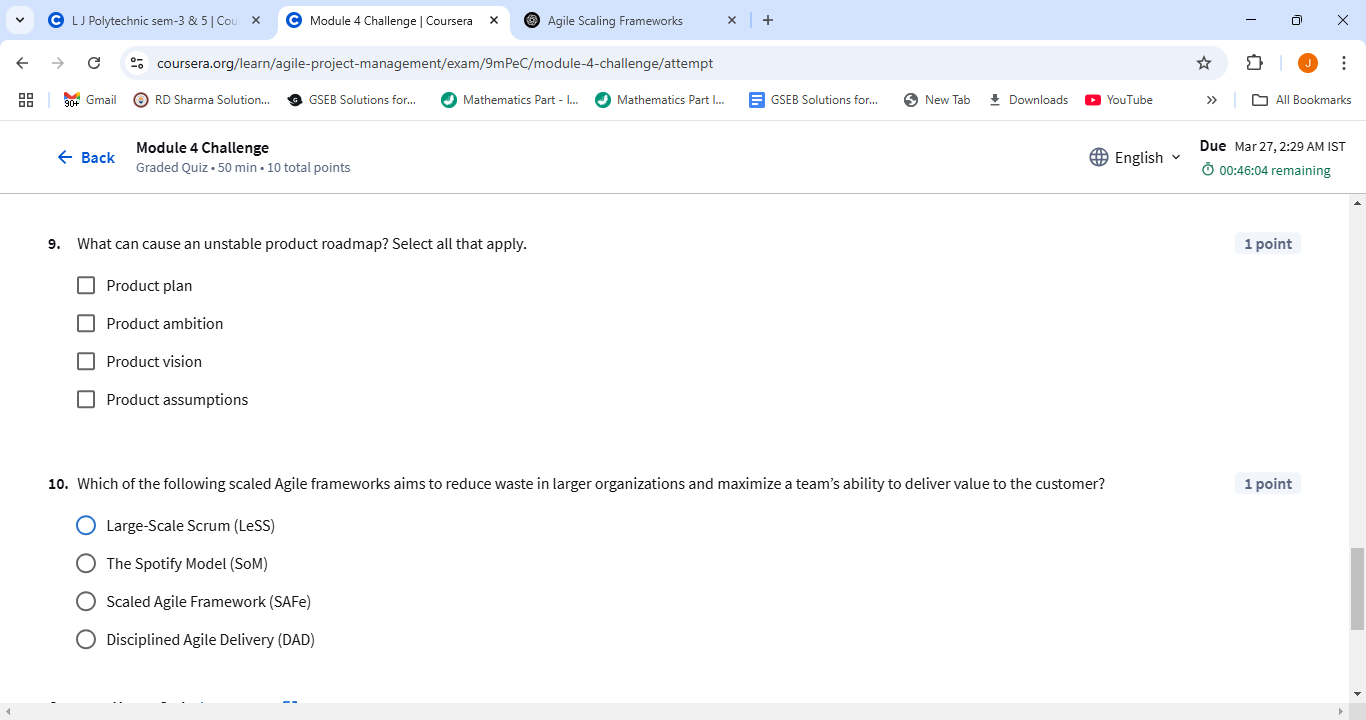 L J Polytechnic sem-3 & 5 | Cou
Module 4 Challenge | Coursera
Agile Scaling Frameworks
coursera.org/learn/agile-project-management/exam/9mPeC/module-4-challenge/attempt
J
90+ Gmail
RD Sharma Solution...
GSEB Solutions for...
Mathematics Part - I...
Mathematics Part I...
GSEB Solutions for...
New Tab
Downloads
YouTube
All Bookmarks
Back
Module 4 Challenge
Graded Quiz • 50 min • 10 total points
English
Due Mar 27, 2:29 AM IST
00:46:04 remaining
9. What can cause an unstable product roadmap? Select all that apply.
1 point
Product plan
Product ambition
Product vision
Product assumptions
10. Which of the following scaled Agile frameworks aims to reduce waste in larger organizations and maximize a team's ability to deliver value to the customer?
1 point
Large-Scale Scrum (LeSS)
The Spotify Model (SoM)
Scaled Agile Framework (SAFe)
Disciplined Agile Delivery (DAD)